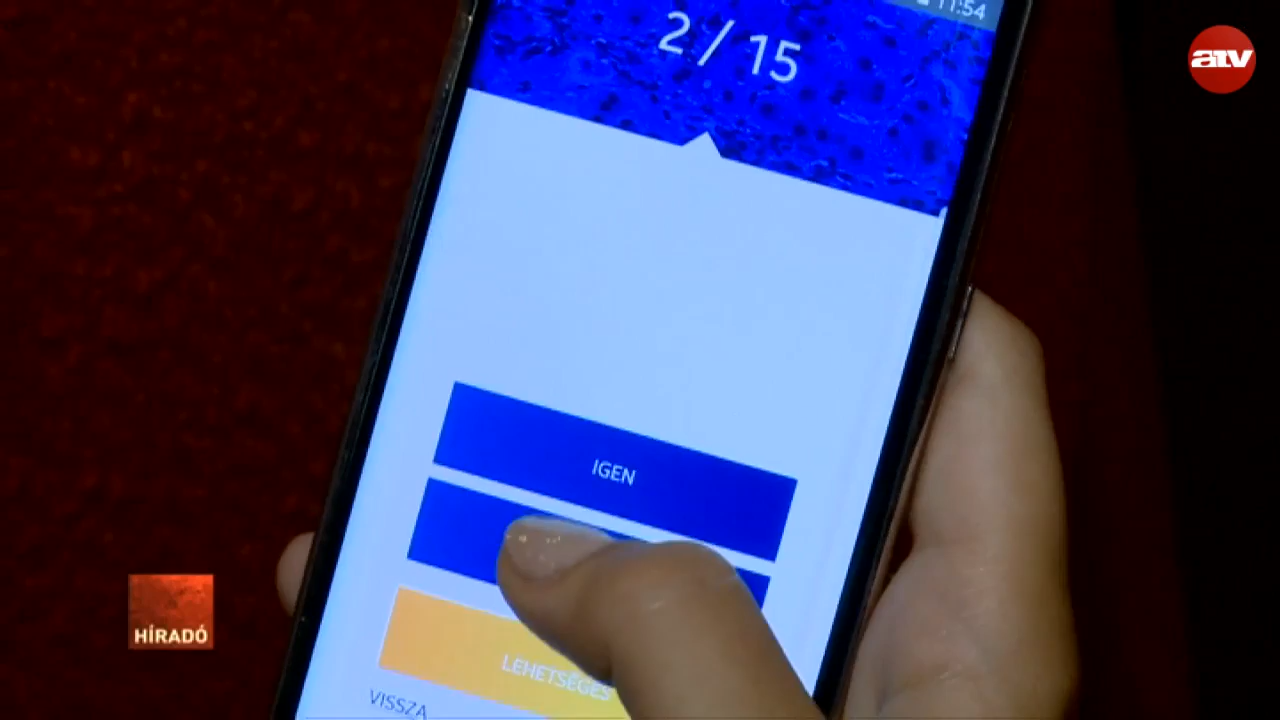 11:54
2 / 15
atv
IGEN
LEHETSÉGES
VISSZA
HÍRADÓ